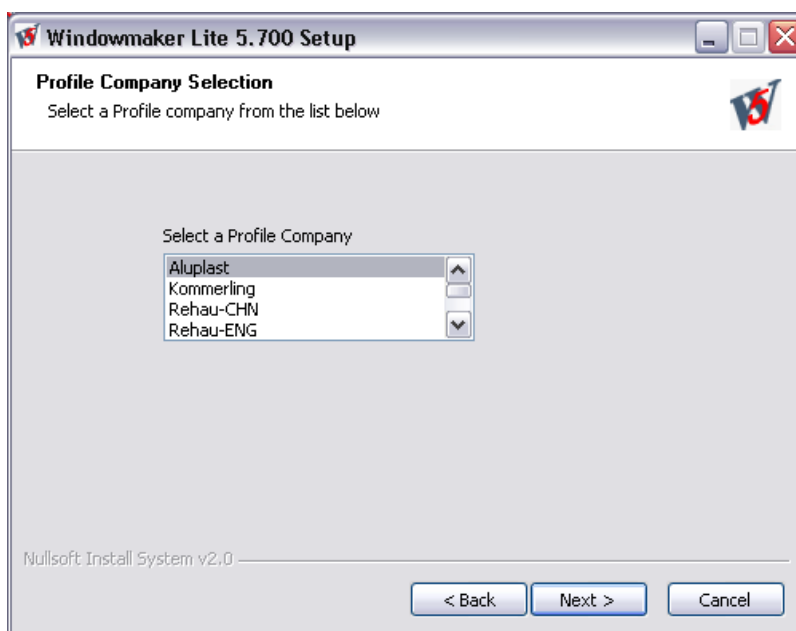 Windowmaker Lite 5.700 Setup
Profile Company Selection
Select a Profile company from the list below
Select a Profile Company
Aluplast
Kommerling
Rehau-CHN
Rehau-ENG
Nullsoft Install System v2.0
< Back
Next >
Cancel